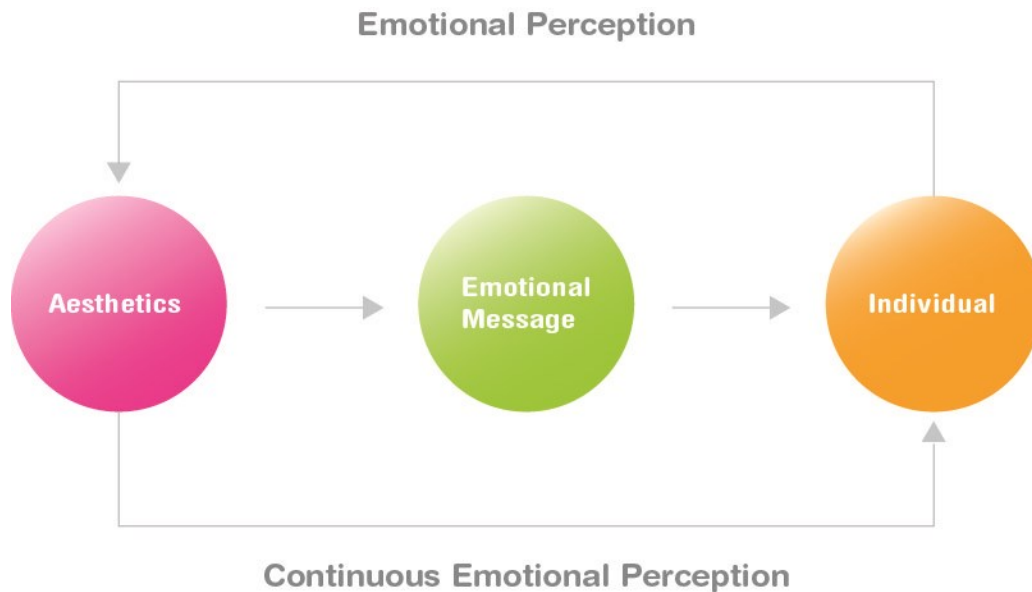 Emotional Perception
Aesthetics
Emotional
Message
Individual
Continuous Emotional Perception